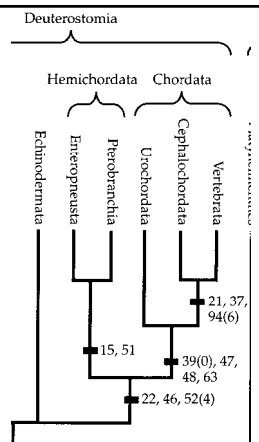 Deuterostomia
Hemichordata Chordata
Echinodermata
Enteropneusta
Pterobranchia
Urochordata
Cephalochordata
Vertebrata
21, 37,
94(6)
15, 51
39(0), 47,
48, 63
22, 46, 52(4)